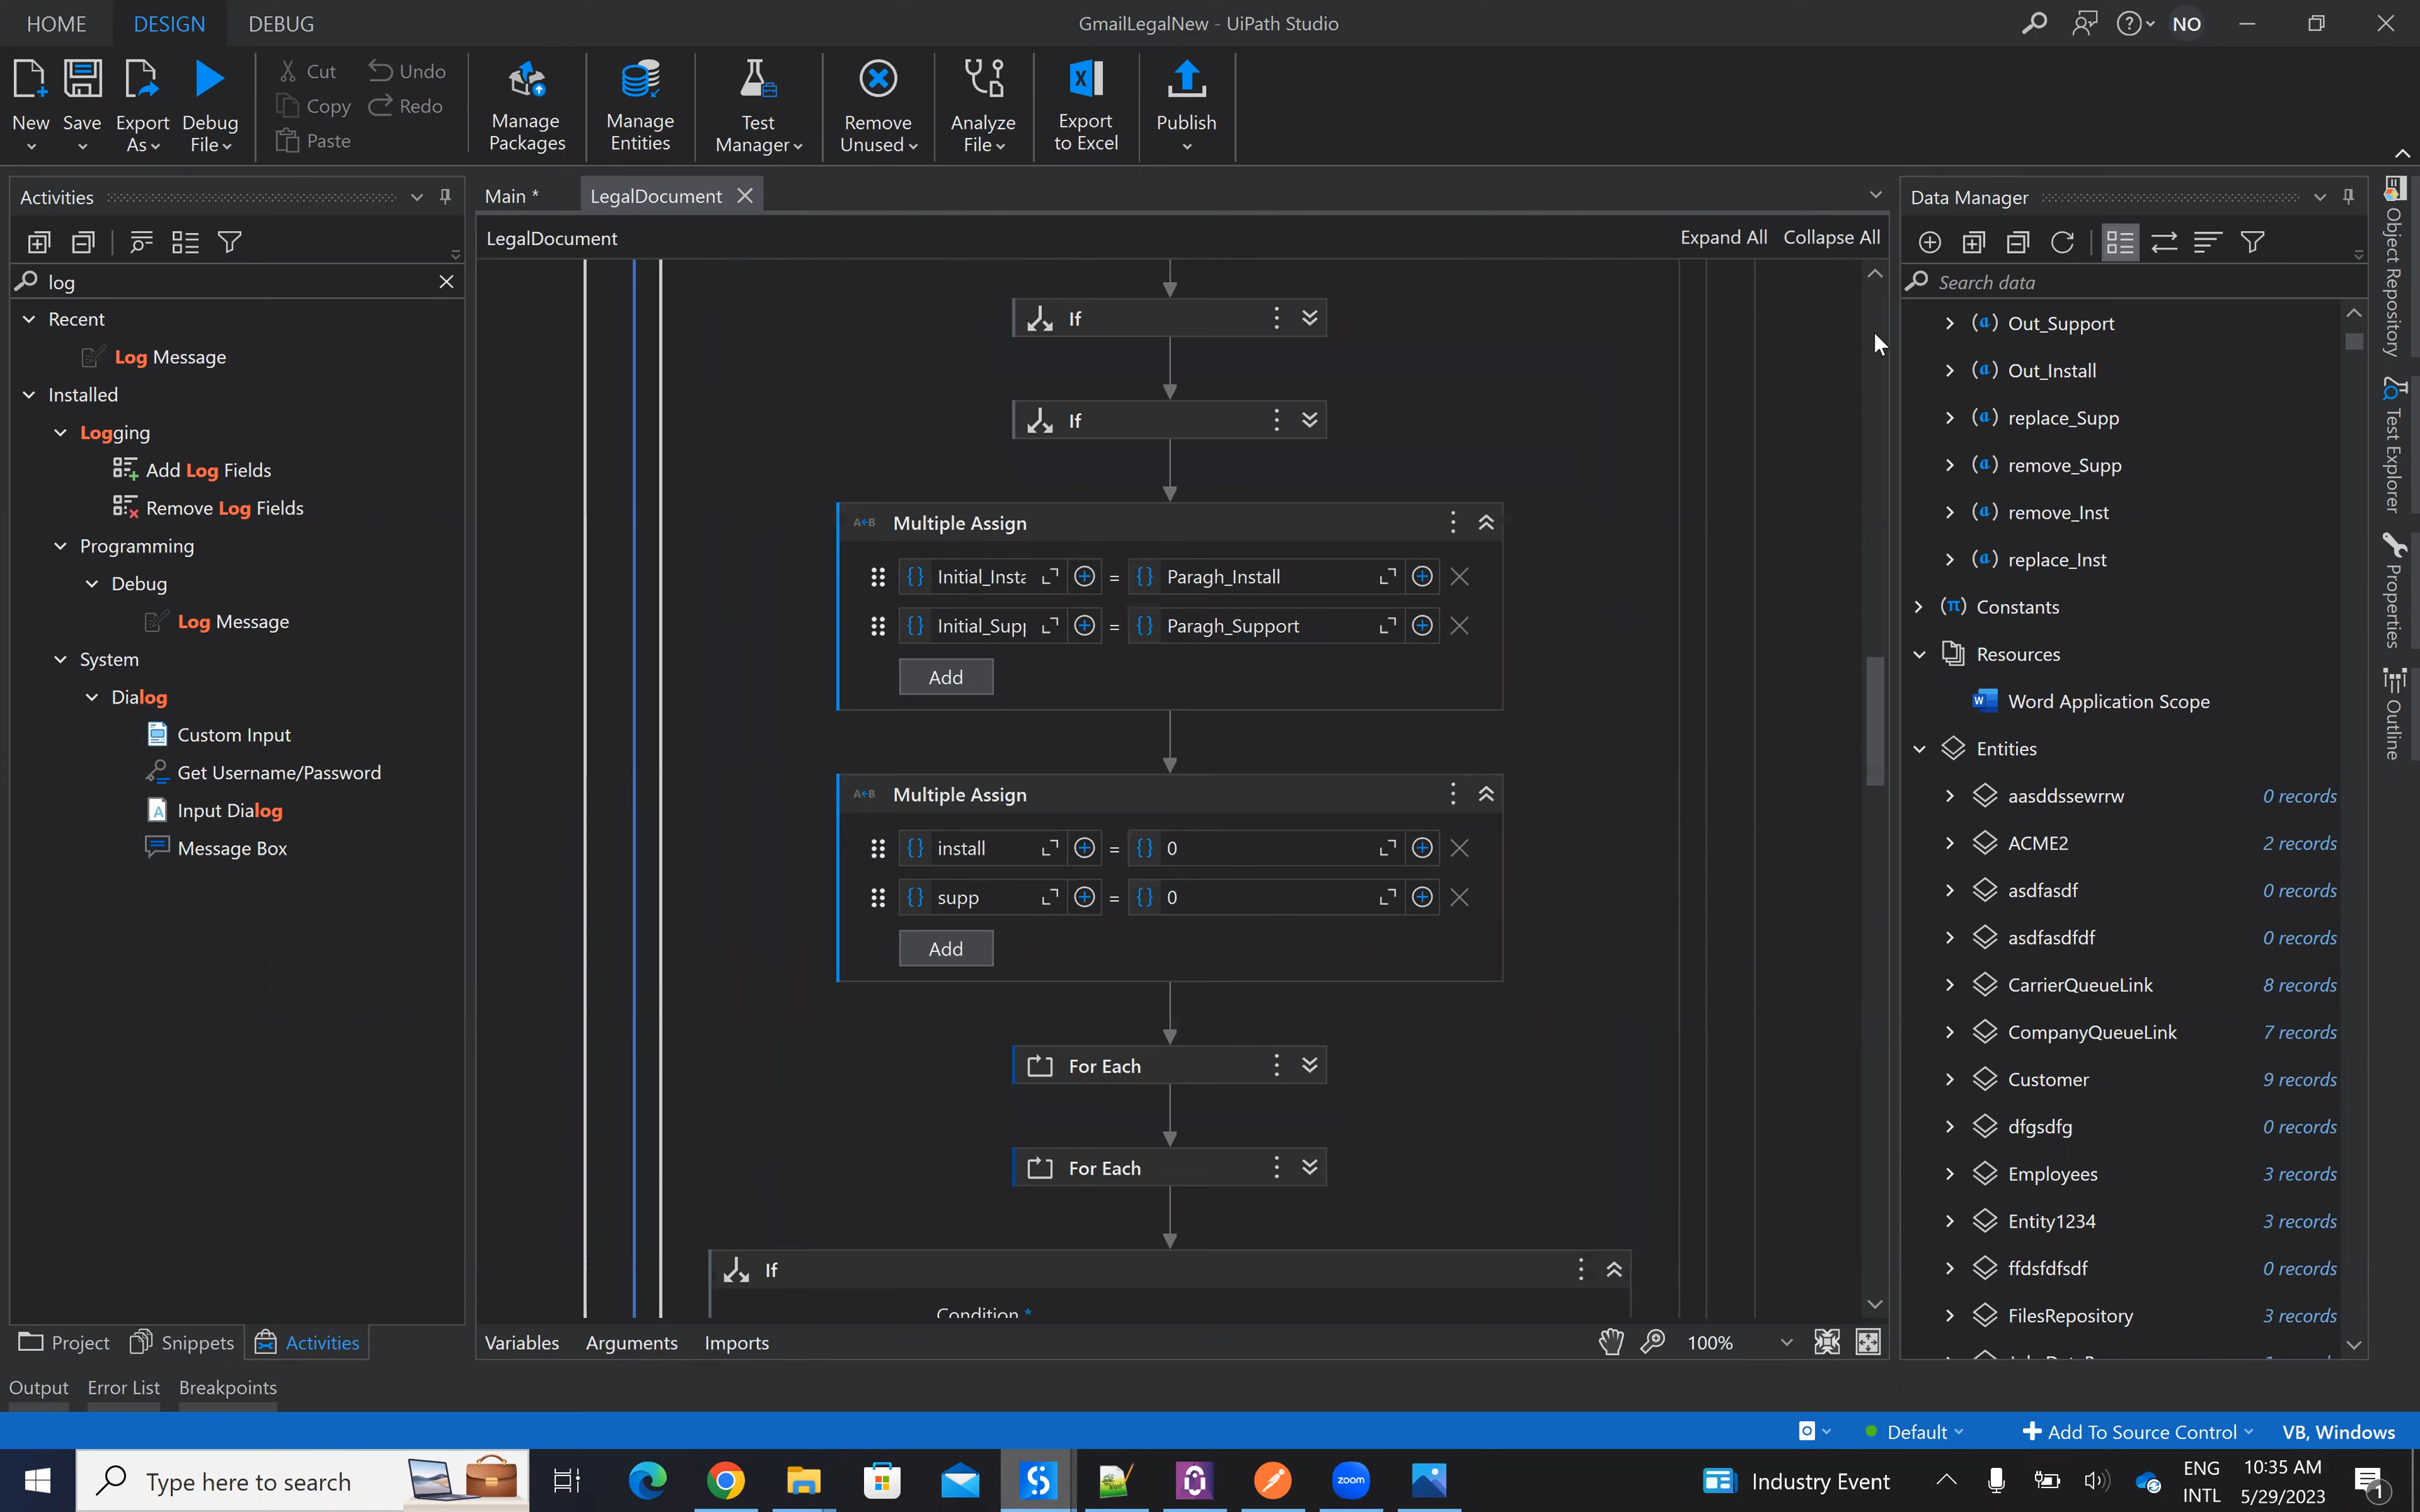 HOME DESIGN DEBUG GmailLegalNew - UiPath Studio NO
New Save Export As Debug File
Cut Undo
Copy Redo
Paste
Manage Packages
Manage Entities
Test Manager
Remove Unused
Analyze File
Export to Excel
Publish
Activities
log
Recent
Log Message
Installed
Logging
Add Log Fields
Remove Log Fields
Programming
Debug
Log Message
System
Dialog
Custom Input
Get Username/Password
Input Dialog
Message Box
Project Snippets Activities
Main * LegalDocument
LegalDocument Expand All Collapse All
If
If
Multiple Assign
Initial_Insta = Paragh_Install
Initial_Supp = Paragh_Support
Add
Multiple Assign
install = 0
supp = 0
Add
For Each
For Each
If
Condition *
Variables Arguments Imports 100%
Data Manager
Search data
Out_Support
Out_Install
replace_Supp
remove_Supp
remove_Inst
replace_Inst
Constants
Resources
Word Application Scope
Entities
aasddssewrrw 0 records
ACME2 2 records
asdfasdf 0 records
asdfasdfdf 0 records
CarrierQueueLink 8 records
CompanyQueueLink 7 records
Customer 9 records
dfgsdfg 0 records
Employees 3 records
Entity1234 3 records
ffdsfdfsdf 0 records
FilesRepository 3 records
Object Repository
Test Explorer
Properties
Outline
Output Error List Breakpoints
Default Add To Source Control VB, Windows
Type here to search
zoom
Industry Event
ENG
INTL
10:35 AM
5/29/2023
1